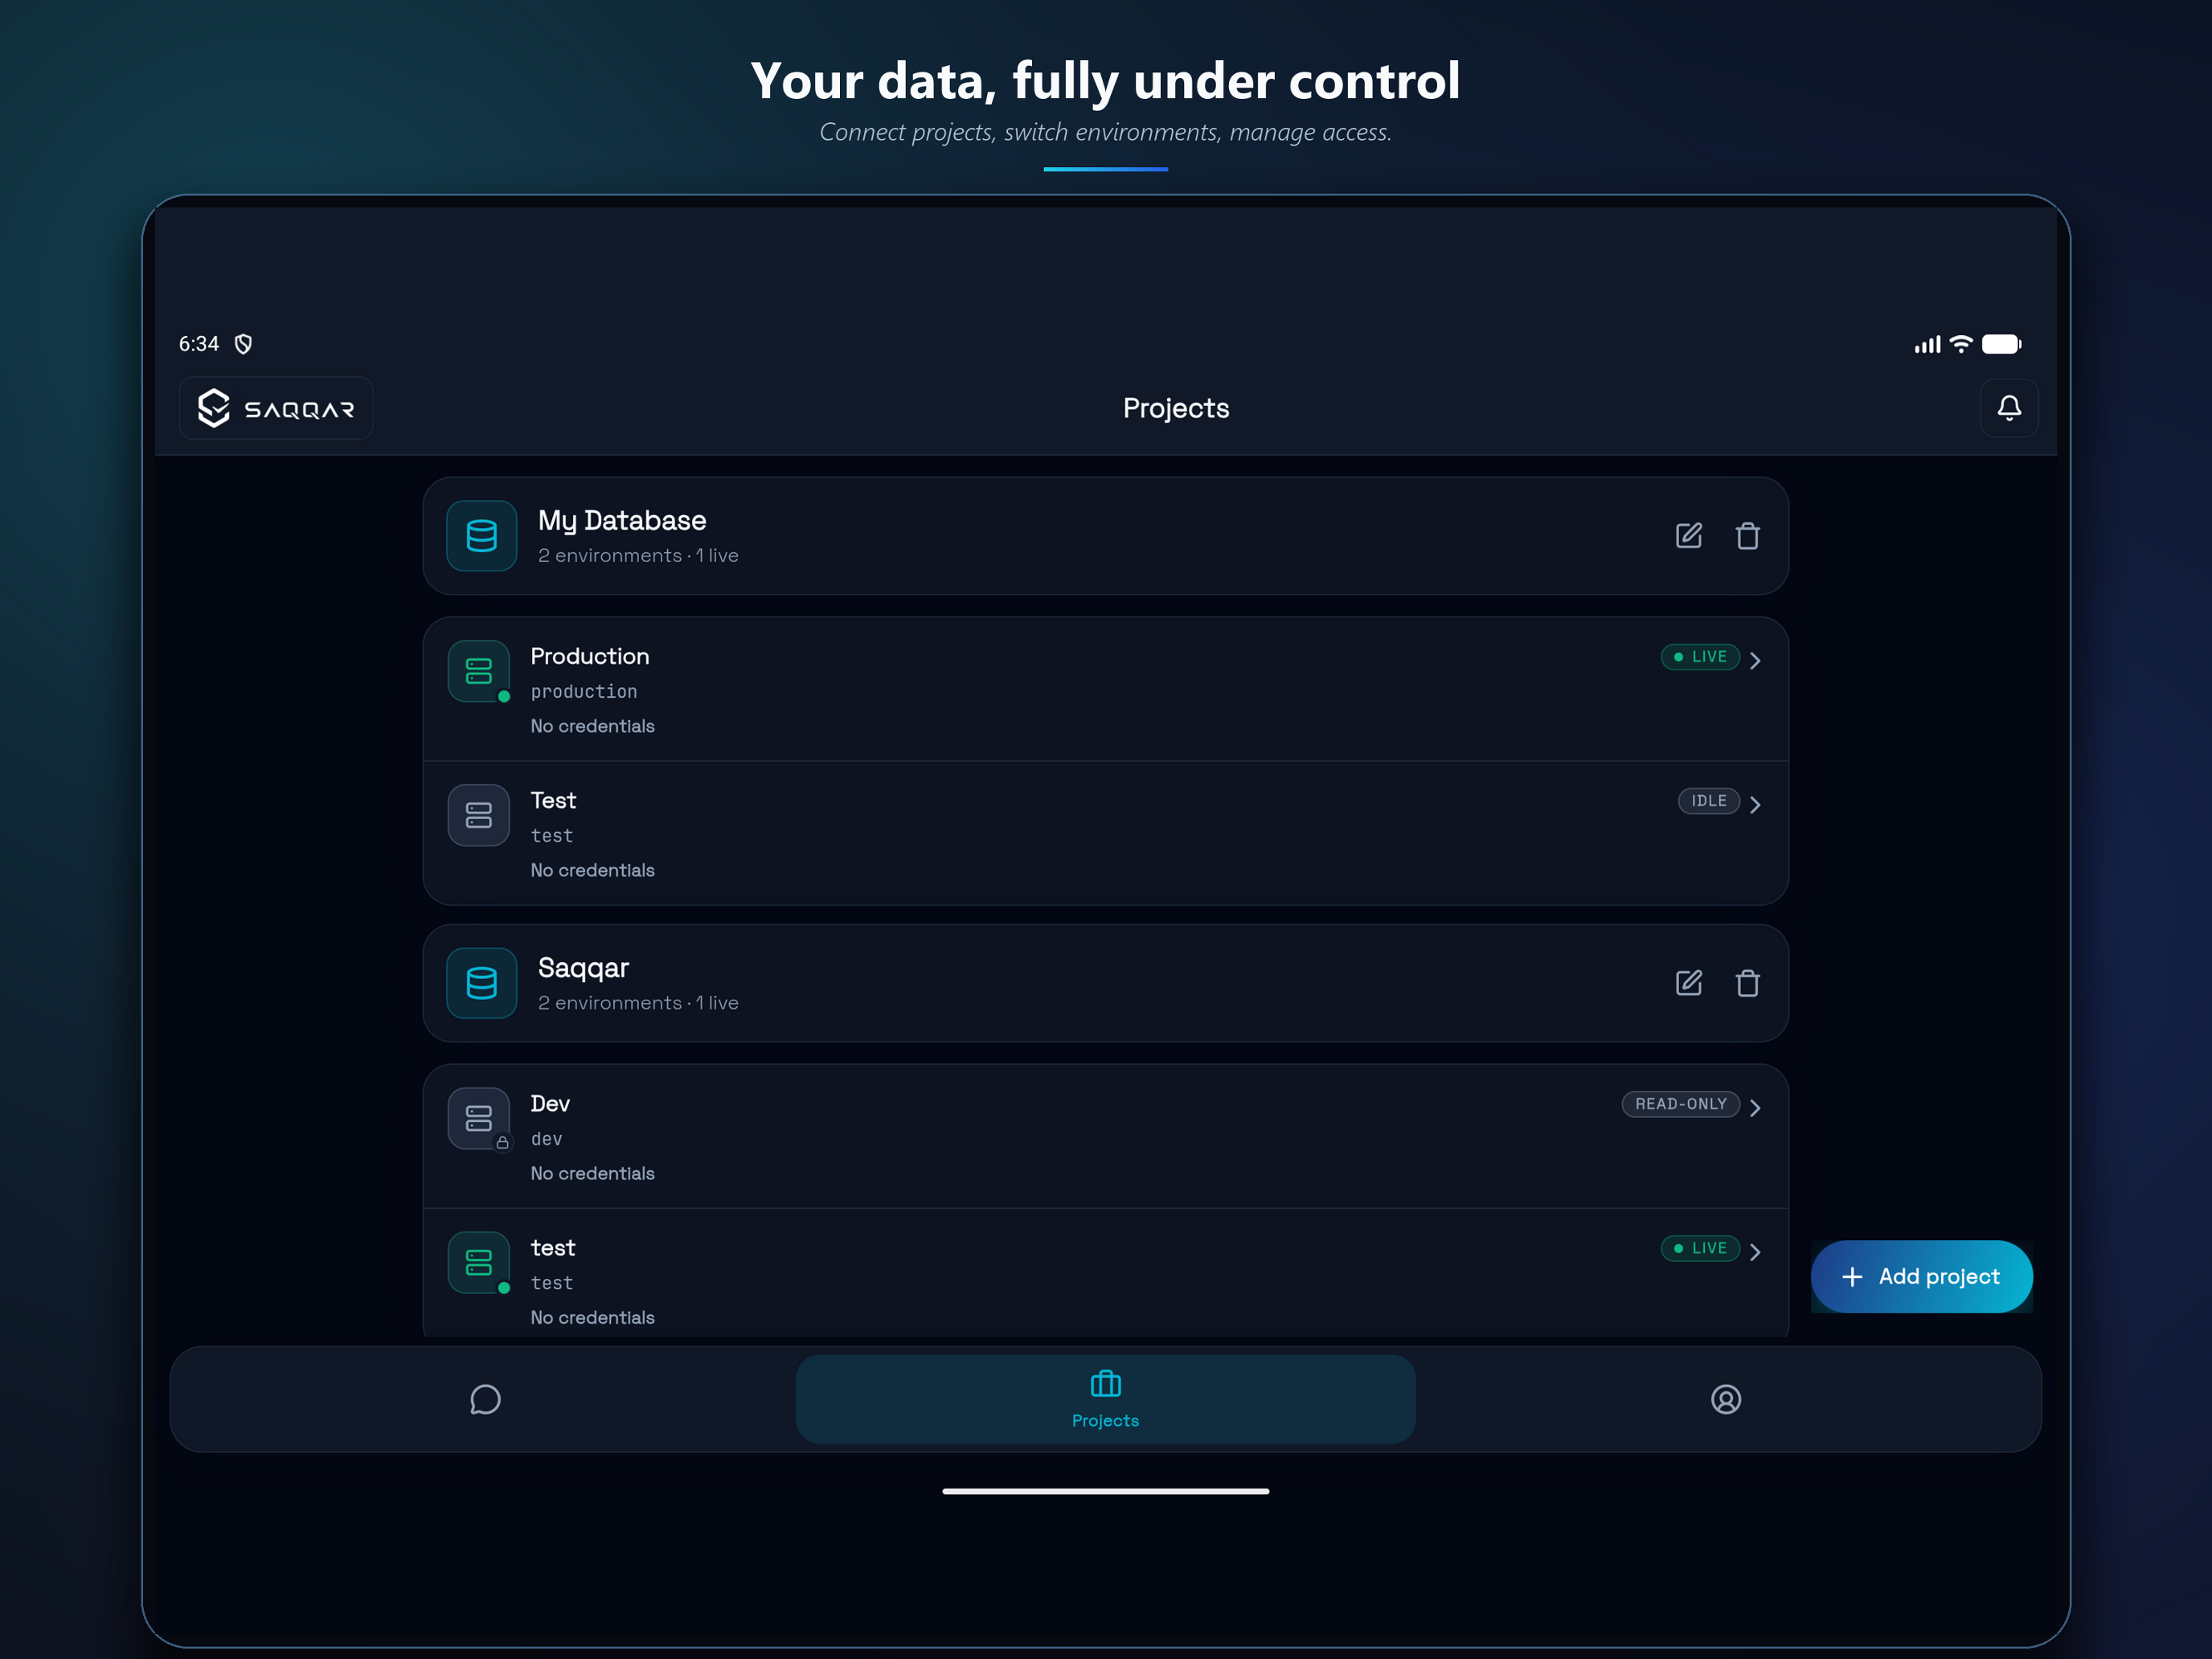 Your data, fully under control
Connect projects, switch environments, manage access.
6:34
SAQQAR
Projects
My Database
2 environments · 1 live
Production
LIVE
production
No credentials
Test
IDLE
test
No credentials
Saqqar
2 environments · 1 live
Dev
READ-ONLY
dev
No credentials
test
LIVE
test
No credentials
Add project
Projects